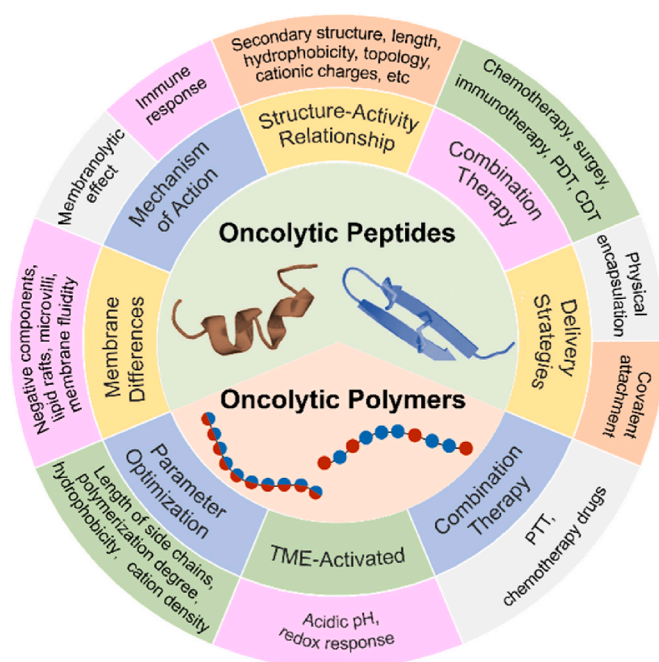 Secondary structure, length,
hydrophobicity, topology,
cationic charges, etc
Structure-Activity
Relationship
Chemotherapy, surgey,
immunotherapy, PDT, CDT
Combination
Therapy
Physical
encapsulation
Covalent
attachment
Delivery
Strategies
PTT,
chemotherapy drugs
Combination
Therapy
Acidic pH,
redox response
TME-Activated
Length of side chains,
polymerization degree,
hydrophobicity, cation density
Parameter
Optimization
Negative components,
lipid rafts, microvilli,
membrane fluidity
Membrane
Differences
Membranolytic
effect
Immune
response
Mechanism
of Action
Oncolytic Peptides
Oncolytic Polymers